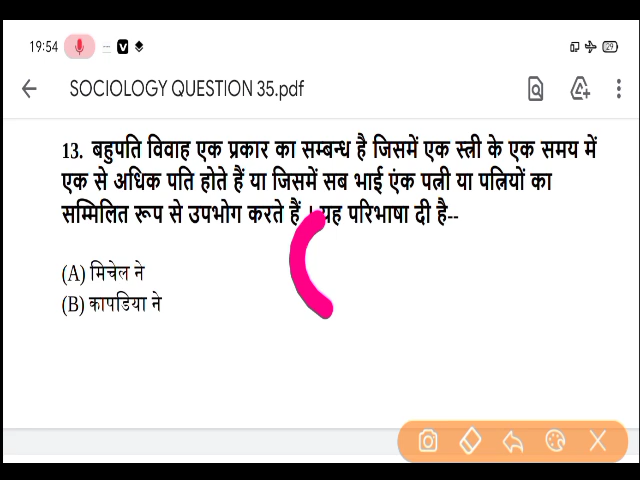 19:54
29
SOCIOLOGY QUESTION 35.pdf
13. बहुपति विवाह एक प्रकार का सम्बन्ध है जिसमें एक स्त्री के एक समय में
एक से अधिक पति होते हैं या जिसमें सब भाई एंक पत्नी या पत्नियों का
सम्मिलित रूप से उपभोग करते हैं । यह परिभाषा दी है--
(A) मिचेल ने
(B) कापडिया ने